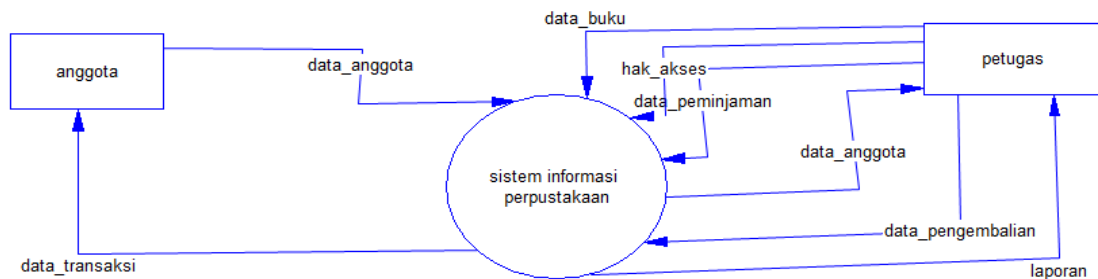 data_buku
anggota
data_anggota
hak_akses
petugas
data_peminjaman
data_anggota
sistem informasi
perpustakaan
data_pengembalian
data_transaksi
laporan